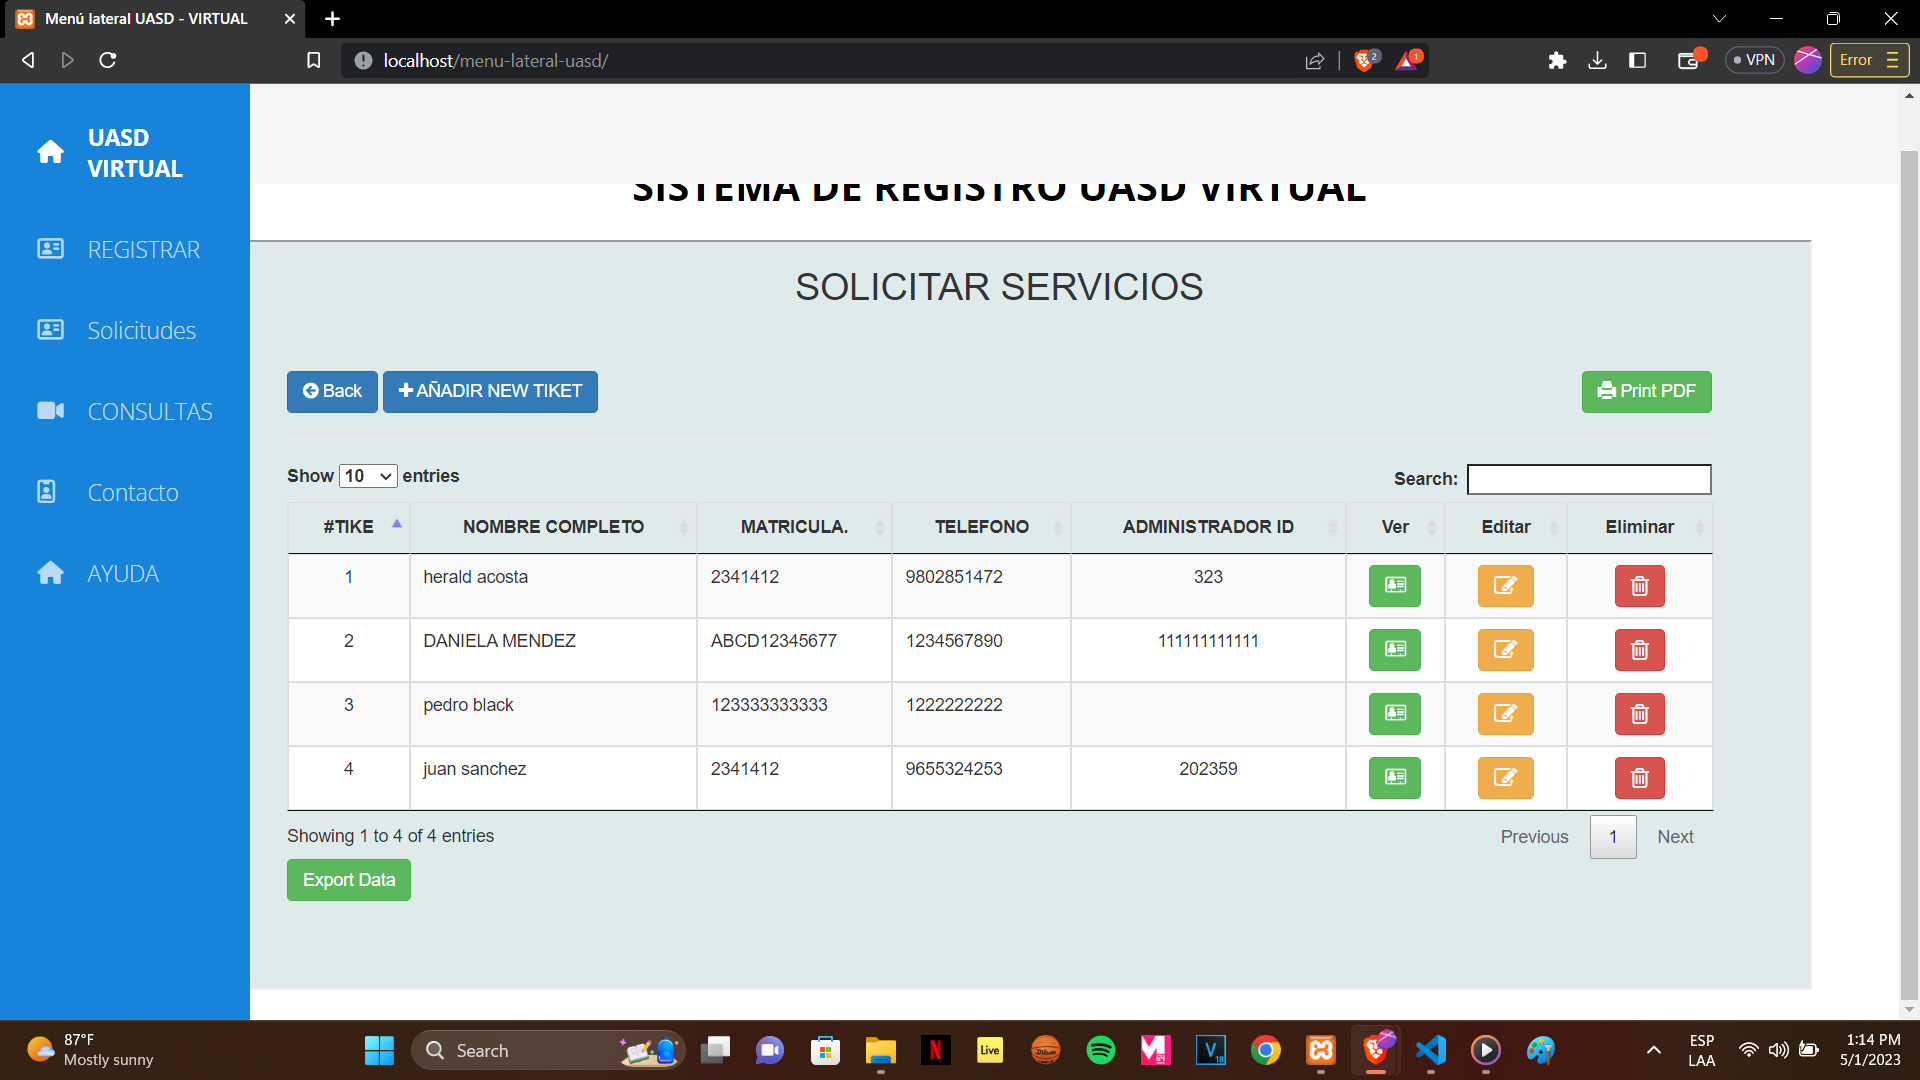 Menú lateral UASD - VIRTUAL
localhost/menu-lateral-uasd/
2
1
VPN
Error
UASD
VIRTUAL
REGISTRAR
Solicitudes
CONSULTAS
Contacto
AYUDA
SISTEMA DE REGISTRO UASD VIRTUAL
SOLICITAR SERVICIOS
Back
AÑADIR NEW TIKET
Print PDF
Show 10 entries
Search:
#TIKE NOMBRE COMPLETO MATRICULA. TELEFONO ADMINISTRADOR ID Ver Editar Eliminar
1 herald acosta 2341412 9802851472 323
2 DANIELA MENDEZ ABCD12345677 1234567890 111111111111
3 pedro black 123333333333 1222222222
4 juan sanchez 2341412 9655324253 202359
Showing 1 to 4 of 4 entries
Previous 1 Next
Export Data
87°F
Mostly sunny
Search
N
Live
M
V
ESP
LAA
1:14 PM
5/1/2023